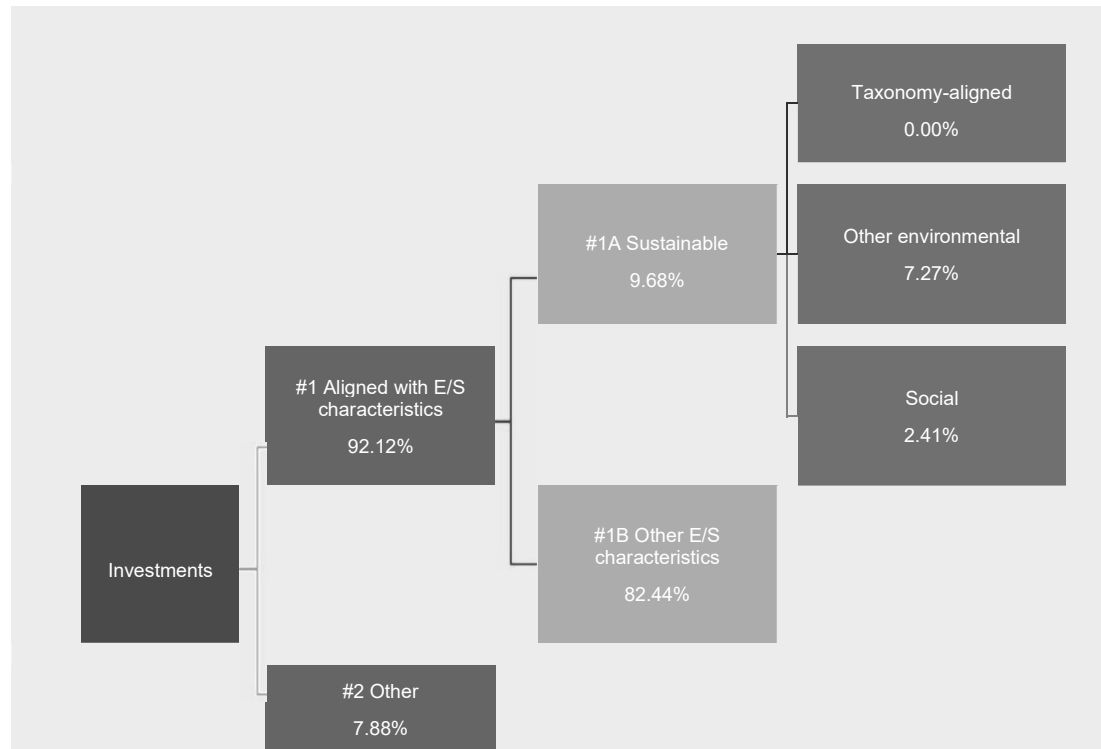 Taxonomy-aligned
0.00%
#1A Sustainable
9.68%
Other environmental
7.27%
#1 Aligned with E/S
characteristics
92.12%
Social
2.41%
Investments
#1B Other E/S
characteristics
82.44%
#2 Other
7.88%